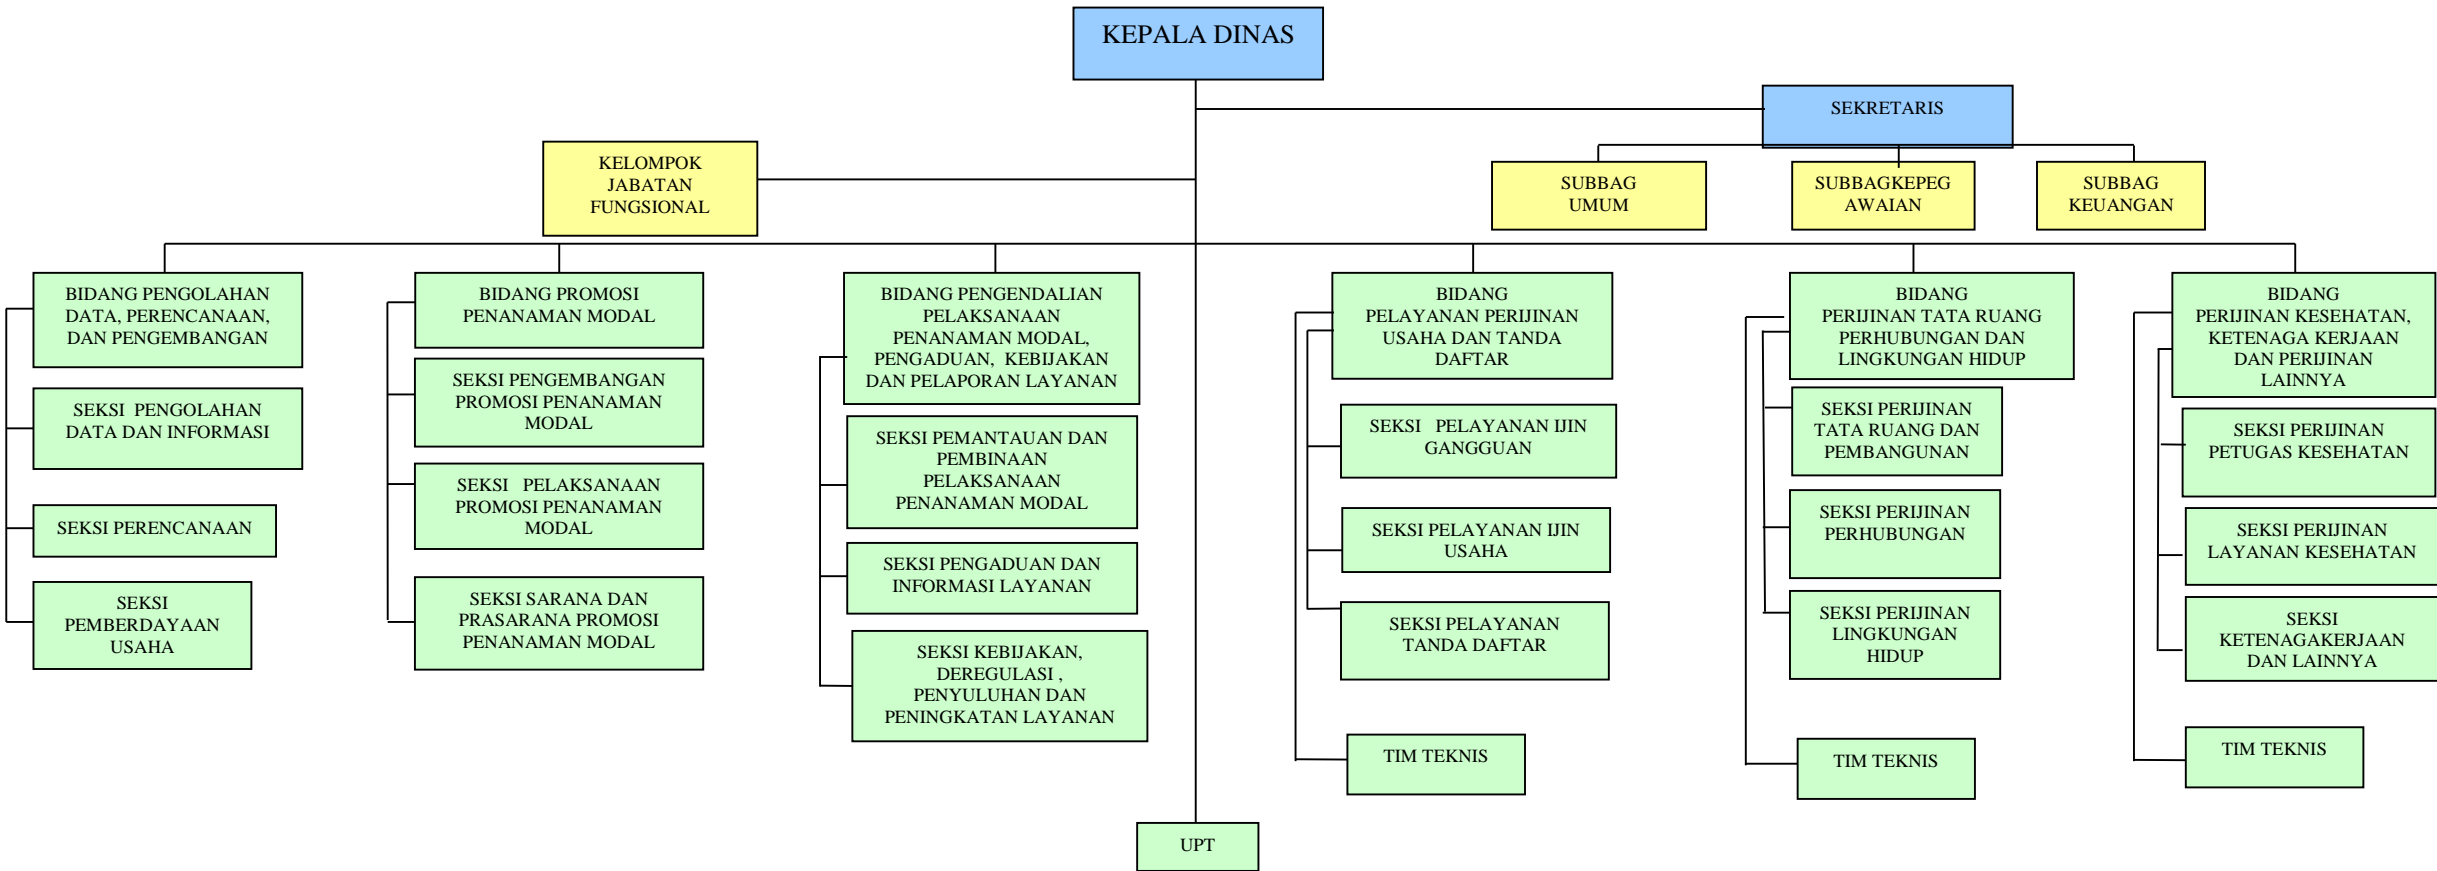 KEPALA DINAS
SEKRETARIS
KELOMPOK
JABATAN
FUNGSIONAL
SUBBAG
UMUM
SUBBAGKEPEG
AWAIAN
SUBBAG
KEUANGAN
BIDANG PENGOLAHAN
DATA, PERENCANAAN,
DAN PENGEMBANGAN
SEKSI PENGOLAHAN
DATA DAN INFORMASI
SEKSI PERENCANAAN
SEKSI
PEMBERDAYAAN
USAHA
BIDANG PROMOSI
PENANAMAN MODAL
SEKSI PENGEMBANGAN
PROMOSI PENANAMAN
MODAL
SEKSI PELAKSANAAN
PROMOSI PENANAMAN
MODAL
SEKSI SARANA DAN
PRASARANA PROMOSI
PENANAMAN MODAL
BIDANG PENGENDALIAN
PELAKSANAAN
PENANAMAN MODAL,
PENGADUAN, KEBIJAKAN
DAN PELAPORAN LAYANAN
SEKSI PEMANTAUAN DAN
PEMBINAAN
PELAKSANAAN
PENANAMAN MODAL
SEKSI PENGADUAN DAN
INFORMASI LAYANAN
SEKSI KEBIJAKAN,
DEREGULASI ,
PENYULUHAN DAN
PENINGKATAN LAYANAN
BIDANG
PELAYANAN PERIJINAN
USAHA DAN TANDA
DAFTAR
SEKSI PELAYANAN IJIN
GANGGUAN
SEKSI PELAYANAN IJIN
USAHA
SEKSI PELAYANAN
TANDA DAFTAR
TIM TEKNIS
BIDANG
PERIJINAN TATA RUANG
PERHUBUNGAN DAN
LINGKUNGAN HIDUP
SEKSI PERIJINAN
TATA RUANG DAN
PEMBANGUNAN
SEKSI PERIJINAN
PERHUBUNGAN
SEKSI PERIJINAN
LINGKUNGAN
HIDUP
TIM TEKNIS
BIDANG
PERIJINAN KESEHATAN,
KETENAGA KERJAAN
DAN PERIJINAN
LAINNYA
SEKSI PERIJINAN
PETUGAS KESEHATAN
SEKSI PERIJINAN
LAYANAN KESEHATAN
SEKSI
KETENAGAKERJAAN
DAN LAINNYA
TIM TEKNIS
UPT